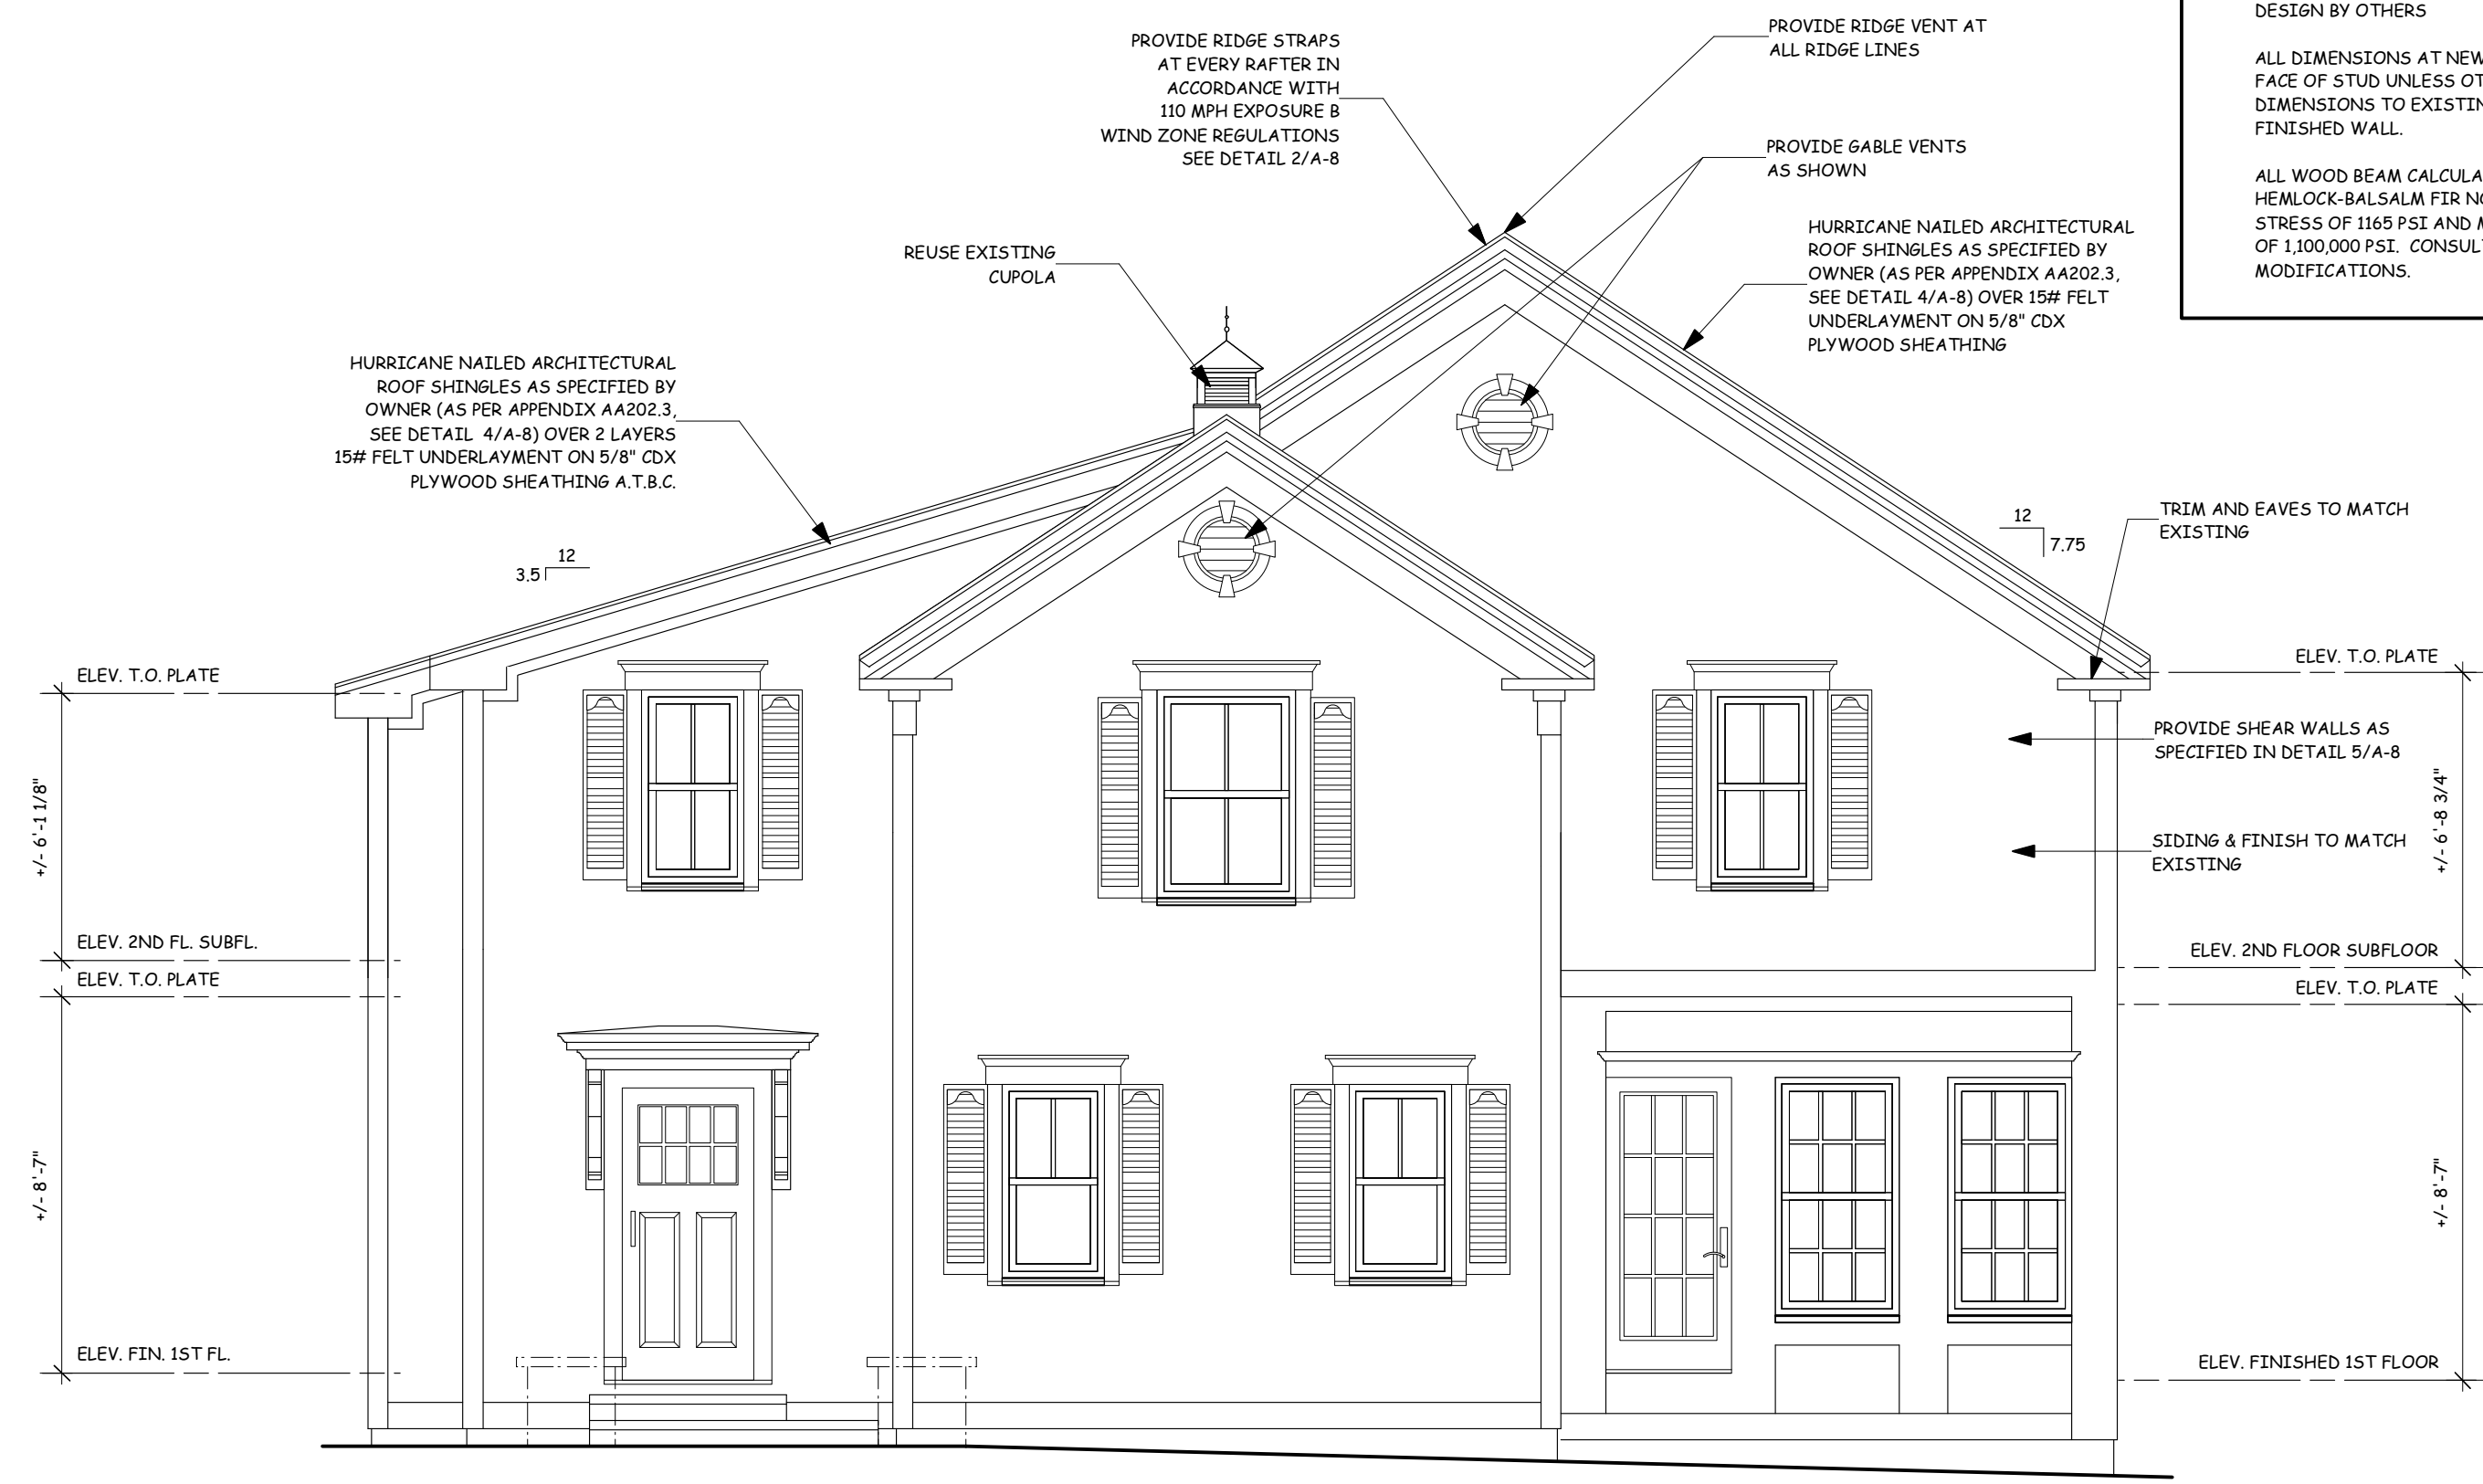 PROVIDE RIDGE STRAPS
AT EVERY RAFTER IN
ACCORDANCE WITH
110 MPH EXPOSURE B
WIND ZONE REGULATIONS
SEE DETAIL 2/A-8
PROVIDE RIDGE VENT AT
ALL RIDGE LINES
PROVIDE GABLE VENTS
AS SHOWN
HURRICANE NAILED ARCHITECTURAL
ROOF SHINGLES AS SPECIFIED BY
OWNER (AS PER APPENDIX AA202.3,
SEE DETAIL 4/A-8) OVER 15# FELT
UNDERLAYMENT ON 5/8" CDX
PLYWOOD SHEATHING
DESIGN BY OTHERS
ALL DIMENSIONS AT NEW
FACE OF STUD UNLESS OT
DIMENSIONS TO EXISTIN
FINISHED WALL.
ALL WOOD BEAM CALCULA
HEMLOCK-BALSALM FIR NO
STRESS OF 1165 PSI AND M
OF 1,100,000 PSI. CONSULT
MODIFICATIONS.
REUSE EXISTING
CUPOLA
HURRICANE NAILED ARCHITECTURAL
ROOF SHINGLES AS SPECIFIED BY
OWNER (AS PER APPENDIX AA202.3,
SEE DETAIL 4/A-8) OVER 2 LAYERS
15# FELT UNDERLAYMENT ON 5/8" CDX
PLYWOOD SHEATHING A.T.B.C.
12
3.5
12
7.75
TRIM AND EAVES TO MATCH
EXISTING
ELEV. T.O. PLATE
ELEV. T.O. PLATE
PROVIDE SHEAR WALLS AS
SPECIFIED IN DETAIL 5/A-8
+/- 6'-1 1/8"
+/- 6'-8 3/4"
SIDING & FINISH TO MATCH
EXISTING
ELEV. 2ND FL. SUBFL.
ELEV. 2ND FLOOR SUBFLOOR
ELEV. T.O. PLATE
ELEV. T.O. PLATE
+/- 8'-7"
+/- 8'-7"
ELEV. FIN. 1ST FL.
ELEV. FINISHED 1ST FLOOR